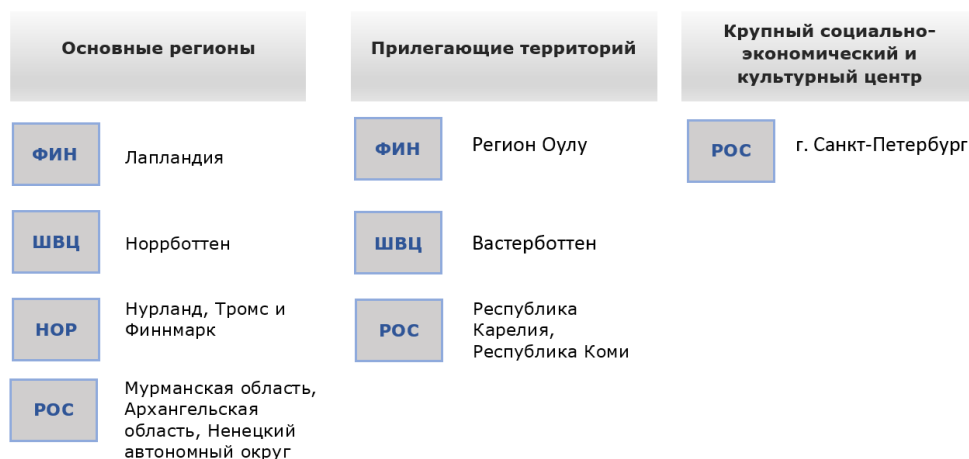 Основные регионы
ФИН
Лапландия
ШВЦ
Норрботтен
НОР
Нурланд, Тромс и
Финнмарк
РОС
Мурманская область,
Архангельская
область, Ненецкий
автономный округ
Прилегающие территорий
ФИН
Регион Оулу
ШВЦ
Вастерботтен
РОС
Республика
Карелия,
Республика Коми
Крупный социально-
экономический и
культурный центр
РОС
г. Санкт-Петербург